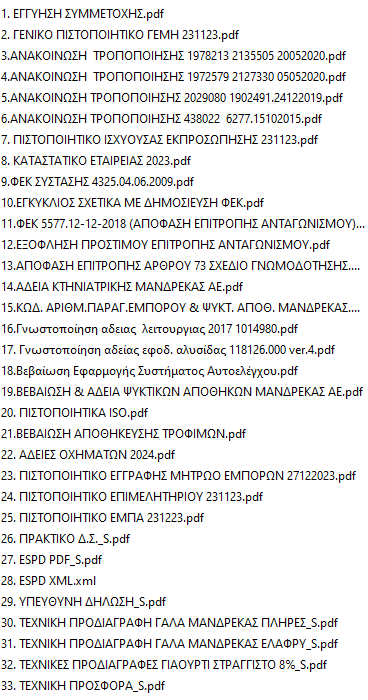 1. ΕΓΓΥΗΣΗ ΣΥΜΜΕΤΟΧΗΣ.pdf
2. ΓΕΝΙΚΟ ΠΙΣΤΟΠΟΙΗΤΙΚΟ ΓΕΜΗ 231123.pdf
3.ΑΝΑΚΟΙΝΩΣΗ  ΤΡΟΠΟΠΟΙΗΣΗΣ 1978213 2135505 20052020.pdf
4.ΑΝΑΚΟΙΝΩΣΗ  ΤΡΟΠΟΠΟΙΗΣΗΣ 1972579 2127330 05052020.pdf
5.ΑΝΑΚΟΙΝΩΣΗ ΤΡΟΠΟΠΟΙΗΣΗΣ 2029080 1902491.24122019.pdf
6.ΑΝΑΚΟΙΝΩΣΗ ΤΡΟΠΟΠΟΙΗΣΗΣ 438022  6277.15102015.pdf
7. ΠΙΣΤΟΠΟΙΗΤΙΚΟ ΙΣΧΥΟΥΣΑΣ ΕΚΠΡΟΣΩΠΗΣΗΣ 231123.pdf
8. ΚΑΤΑΣΤΑΤΙΚΟ ΕΤΑΙΡΕΙΑΣ 2023.pdf
9.ΦΕΚ ΣΥΣΤΑΣΗΣ 4325.04.06.2009.pdf
10.ΕΓΚΥΚΛΙΟΣ ΣΧΕΤΙΚΑ ΜΕ ΔΗΜΟΣΙΕΥΣΗ ΦΕΚ.pdf
11.ΦΕΚ 5577.12-12-2018 (ΑΠΟΦΑΣΗ ΕΠΙΤΡΟΠΗΣ ΑΝΤΑΓΩΝΙΣΜΟΥ)...
12.ΕΞΟΦΛΗΣΗ ΠΡΟΣΤΙΜΟΥ ΕΠΙΤΡΟΠΗΣ ΑΝΤΑΓΩΝΙΣΜΟΥ.pdf
13.ΑΠΟΦΑΣΗ ΕΠΙΤΡΟΠΗΣ ΑΡΘΡΟΥ 73 ΣΧΕΔΙΟ ΓΝΩΜΟΔΟΤΗΣΗΣ....
14.ΑΔΕΙΑ ΚΤΗΝΙΑΤΡΙΚΗΣ ΜΑΝΔΡΕΚΑΣ ΑΕ.pdf
15.ΚΩΔ. ΑΡΙΘΜ.ΠΑΡΑΓ.ΕΜΠΟΡΟΥ & ΨΥΚΤ. ΑΠΟΘ. ΜΑΝΔΡΕΚΑΣ....
16.Γνωστοποίηση αδειας  λειτουργιας 2017 1014980.pdf
17. Γνωστοποίηση αδείας εφοδ. αλυσίδας 118126.000 ver.4.pdf
18.Βεβαίωση Εφαρμογής Συστήματος Αυτοελέγχου.pdf
19.ΒΕΒΑΙΩΣΗ & ΑΔΕΙΑ ΨΥΚΤΙΚΩΝ ΑΠΟΘΗΚΩΝ ΜΑΝΔΡΕΚΑΣ ΑΕ.pdf
20. ΠΙΣΤΟΠΟΙΗΤΙΚΑ ISO.pdf
21.ΒΕΒΑΙΩΣΗ ΑΠΟΘΗΚΕΥΣΗΣ ΤΡΟΦΙΜΩΝ.pdf
22. ΑΔΕΙΕΣ ΟΧΗΜΑΤΩΝ 2024.pdf
23. ΠΙΣΤΟΠΟΙΗΤΙΚΟ ΕΓΓΡΑΦΗΣ ΜΗΤΡΩΟ ΕΜΠΟΡΩΝ 27122023.pdf
24. ΠΙΣΤΟΠΟΙΗΤΙΚΟ ΕΠΙΜΕΛΗΤΗΡΙΟΥ 231123.pdf
25. ΠΙΣΤΟΠΟΙΗΤΙΚΟ ΕΜΠΑ 231223.pdf
26. ΠΡΑΚΤΙΚΟ Δ.Σ._S.pdf
27. ESPD PDF_S.pdf
28. ESPD XML.xml
29. ΥΠΕΥΘΥΝΗ ΔΗΛΩΣΗ_S.pdf
30. ΤΕΧΝΙΚΗ ΠΡΟΔΙΑΓΡΑΦΗ ΓΑΛΑ ΜΑΝΔΡΕΚΑΣ ΠΛΗΡΕΣ_S.pdf
31. ΤΕΧΝΙΚΗ ΠΡΟΔΙΑΓΡΑΦΗ ΓΑΛΑ ΜΑΝΔΡΕΚΑΣ ΕΛΑΦΡΥ_S.pdf
32. ΤΕΧΝΙΚΕΣ ΠΡΟΔΙΑΓΡΑΦΕΣ ΓΙΑΟΥΡΤΙ ΣΤΡΑΓΓΙΣΤΟ 8%_S.pdf
33. ΤΕΧΝΙΚΗ ΠΡΟΣΦΟΡΑ_S.pdf